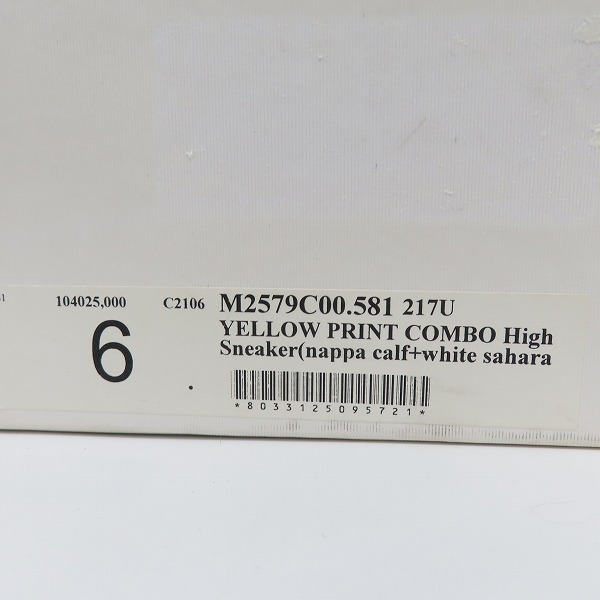 104025,000 C2106 M2579C00.581 217U
6 YELLOW PRINT COMBO High
Sneaker(nappa calf+white sahara
*8033125095721*